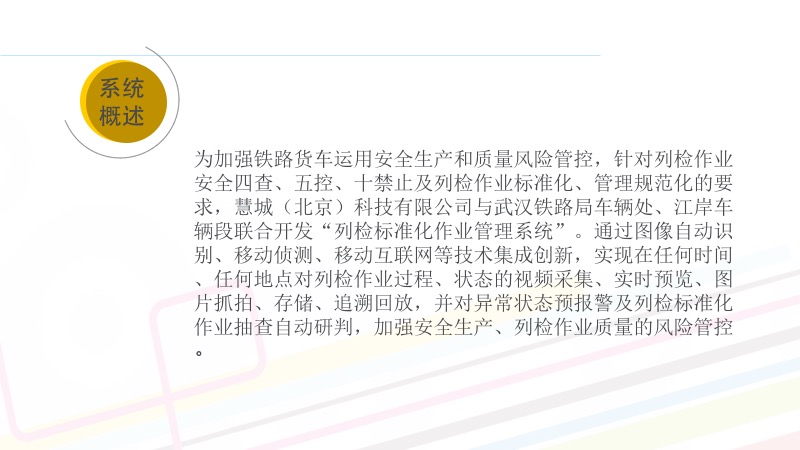 系统
概述
为加强铁路货车运用安全生产和质量风险管控，针对列检作业
安全四查、五控、十禁止及列检作业标准化、管理规范化的要
求，慧城（北京）科技有限公司与武汉铁路局车辆处、江岸车
辆段联合开发“列检标准化作业管理系统”。通过图像自动识
别、移动侦测、移动互联网等技术集成创新，实现在任何时间
、任何地点对列检作业过程、状态的视频采集、实时预览、图
片抓拍、存储、追溯回放，并对异常状态预报警及列检标准化
作业抽查自动研判，加强安全生产、列检作业质量的风险管控
。